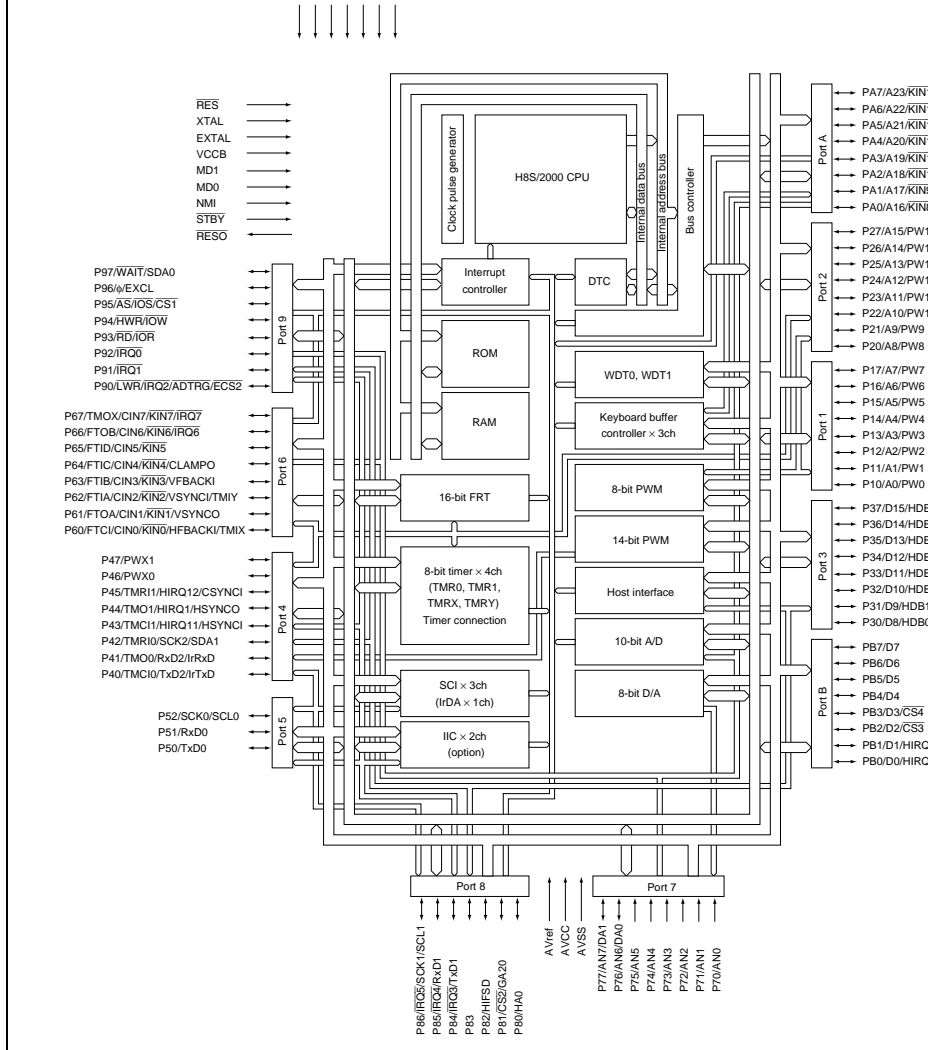 RES
XTAL
EXTAL
VCCB
MD1
MD0
NMI
STBY
RESO
P97/WAIT/SDA0
P96/φ/EXCL
P95/AS/IOS/CS1
P94/HWR/IOW
P93/RD/IOR
P92/IRQ0
P91/IRQ1
P90/LWR/IRQ2/ADTRG/ECS2
Port 9
P67/TMOX/CIN7/KIN7/IRQ7
P66/FTOB/CIN6/KIN6/IRQ6
P65/FTID/CIN5/KIN5
P64/FTIC/CIN4/KIN4/CLAMPO
P63/FTIB/CIN3/KIN3/VFBACKI
P62/FTIA/CIN2/KIN2/VSYNCI/TMIY
P61/FTOA/CIN1/KIN1/VSYNCO
P60/FTCI/CIN0/KIN0/HFBACKI/TMIX
Port 6
P47/PWX1
P46/PWX0
P45/TMRI1/HIRQ12/CSYNCI
P44/TMO1/HIRQ1/HSYNCO
P43/TMCI1/HIRQ11/HSYNCI
P42/TMRI0/SCK2/SDA1
P41/TMO0/RxD2/IrRxD
P40/TMCI0/TxD2/IrTxD
Port 4
P52/SCK0/SCL0
P51/RxD0
P50/TxD0
Port 5
Clock pulse generator
H8S/2000 CPU
Internal data bus
Internal address bus
Bus controller
Interrupt
controller
DTC
ROM
RAM
WDT0, WDT1
Keyboard buffer
controller × 3ch
16-bit FRT
8-bit PWM
14-bit PWM
8-bit timer × 4ch
(TMR0, TMR1,
TMRX, TMRY)
Timer connection
Host interface
10-bit A/D
8-bit D/A
SCI × 3ch
(IrDA × 1ch)
IIC × 2ch
(option)
Port A
PA7/A23/KIN1
PA6/A22/KIN1
PA5/A21/KIN1
PA4/A20/KIN1
PA3/A19/KIN1
PA2/A18/KIN1
PA1/A17/KIN9
PA0/A16/KIN8
Port 2
P27/A15/PW1
P26/A14/PW1
P25/A13/PW1
P24/A12/PW1
P23/A11/PW1
P22/A10/PW1
P21/A9/PW9
P20/A8/PW8
Port 1
P17/A7/PW7
P16/A6/PW6
P15/A5/PW5
P14/A4/PW4
P13/A3/PW3
P12/A2/PW2
P11/A1/PW1
P10/A0/PW0
Port 3
P37/D15/HDB
P36/D14/HDB
P35/D13/HDB
P34/D12/HDB
P33/D11/HDB
P32/D10/HDB
P31/D9/HDB1
P30/D8/HDB0
Port B
PB7/D7
PB6/D6
PB5/D5
PB4/D4
PB3/D3/CS4
PB2/D2/CS3
PB1/D1/HIRQ
PB0/D0/HIRQ
Port 8
P86/IRQ5/SCK1/SCL1
P85/IRQ4/RxD1
P84/IRQ3/TxD1
P83
P82/HIFSD
P81/CS2/GA20
P80/HA0
AVref
AVCC
AVSS
Port 7
P77/AN7/DA1
P76/AN6/DA0
P75/AN5
P74/AN4
P73/AN3
P72/AN2
P71/AN1
P70/AN0